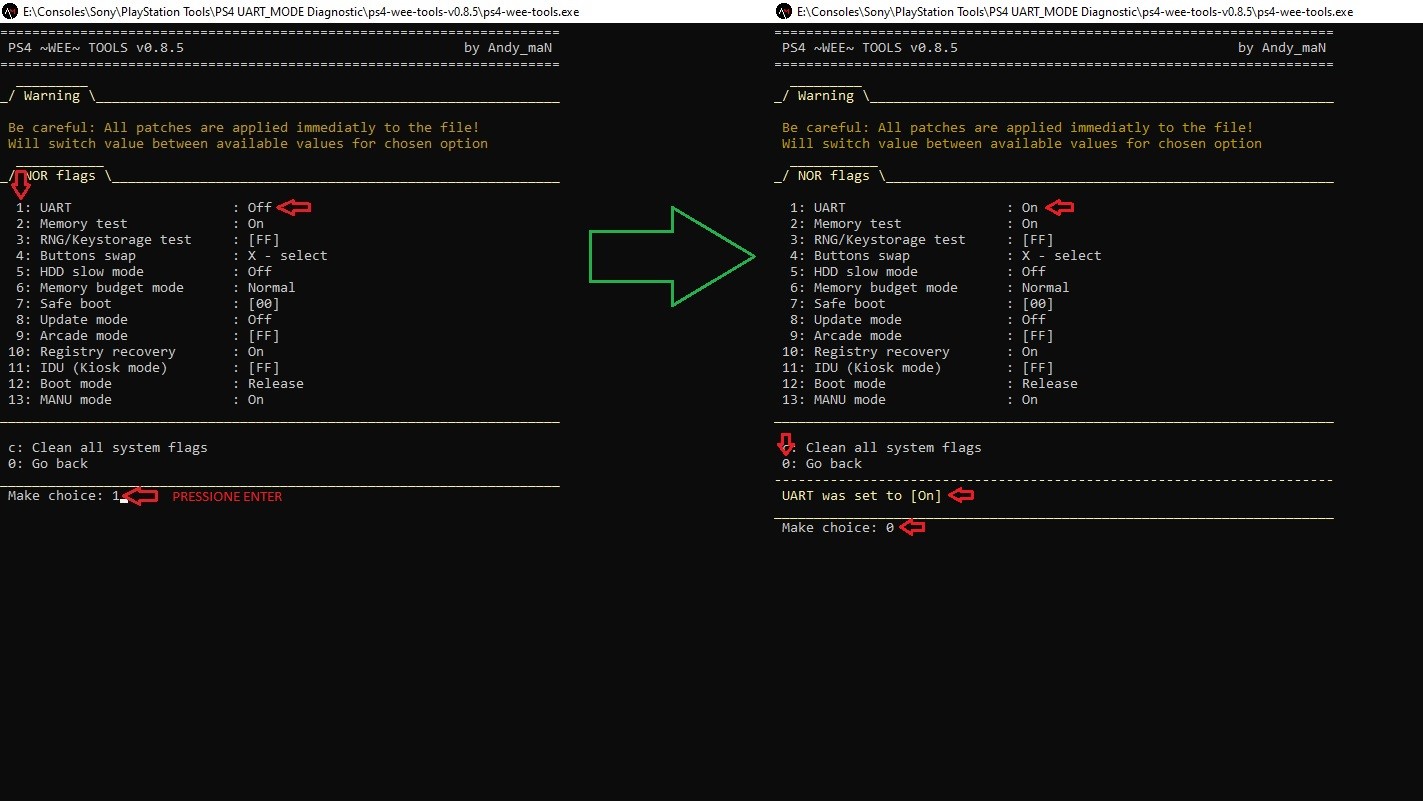 E:\Consoles\Sony\PlayStation Tools\PS4 UART_MODE Diagnostic\ps4-wee-tools-v0.8.5\ps4-wee-tools.exe
PS4 ~WEE~ TOOLS v0.8.5 by Andy_maN
Warning
Be careful: All patches are applied immediatly to the file!
Will switch value between available values for chosen option
NOR flags
1: UART : Off
2: Memory test : On
3: RNG/Keystorage test : [FF]
4: Buttons swap : X - select
5: HDD slow mode : Off
6: Memory budget mode : Normal
7: Safe boot : [00]
8: Update mode : Off
9: Arcade mode : [FF]
10: Registry recovery : On
11: IDU (Kiosk mode) : [FF]
12: Boot mode : Release
13: MANU mode : On
c: Clean all system flags
0: Go back
Make choice: 1 PRESSIONE ENTER
E:\Consoles\Sony\PlayStation Tools\PS4 UART_MODE Diagnostic\ps4-wee-tools-v0.8.5\ps4-wee-tools.exe
PS4 ~WEE~ TOOLS v0.8.5 by Andy_maN
Warning
Be careful: All patches are applied immediatly to the file!
Will switch value between available values for chosen option
NOR flags
1: UART : On
2: Memory test : On
3: RNG/Keystorage test : [FF]
4: Buttons swap : X - select
5: HDD slow mode : Off
6: Memory budget mode : Normal
7: Safe boot : [00]
8: Update mode : Off
9: Arcade mode : [FF]
10: Registry recovery : On
11: IDU (Kiosk mode) : [FF]
12: Boot mode : Release
13: MANU mode : On
c: Clean all system flags
0: Go back
UART was set to [On]
Make choice: 0